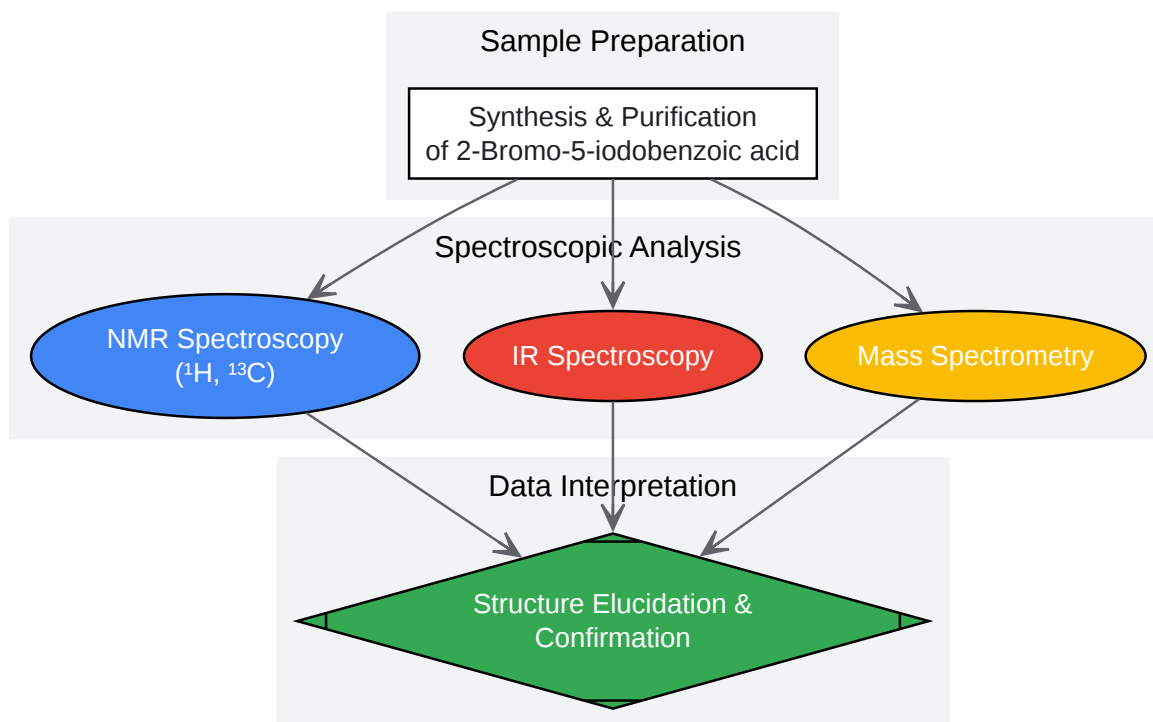 Sample Preparation
Synthesis & Purification
of 2-Bromo-5-iodobenzoic acid
Spectroscopic Analysis
NMR Spectroscopy
(¹H, ¹³C)
IR Spectroscopy
Mass Spectrometry
Data Interpretation
Structure Elucidation &
Confirmation